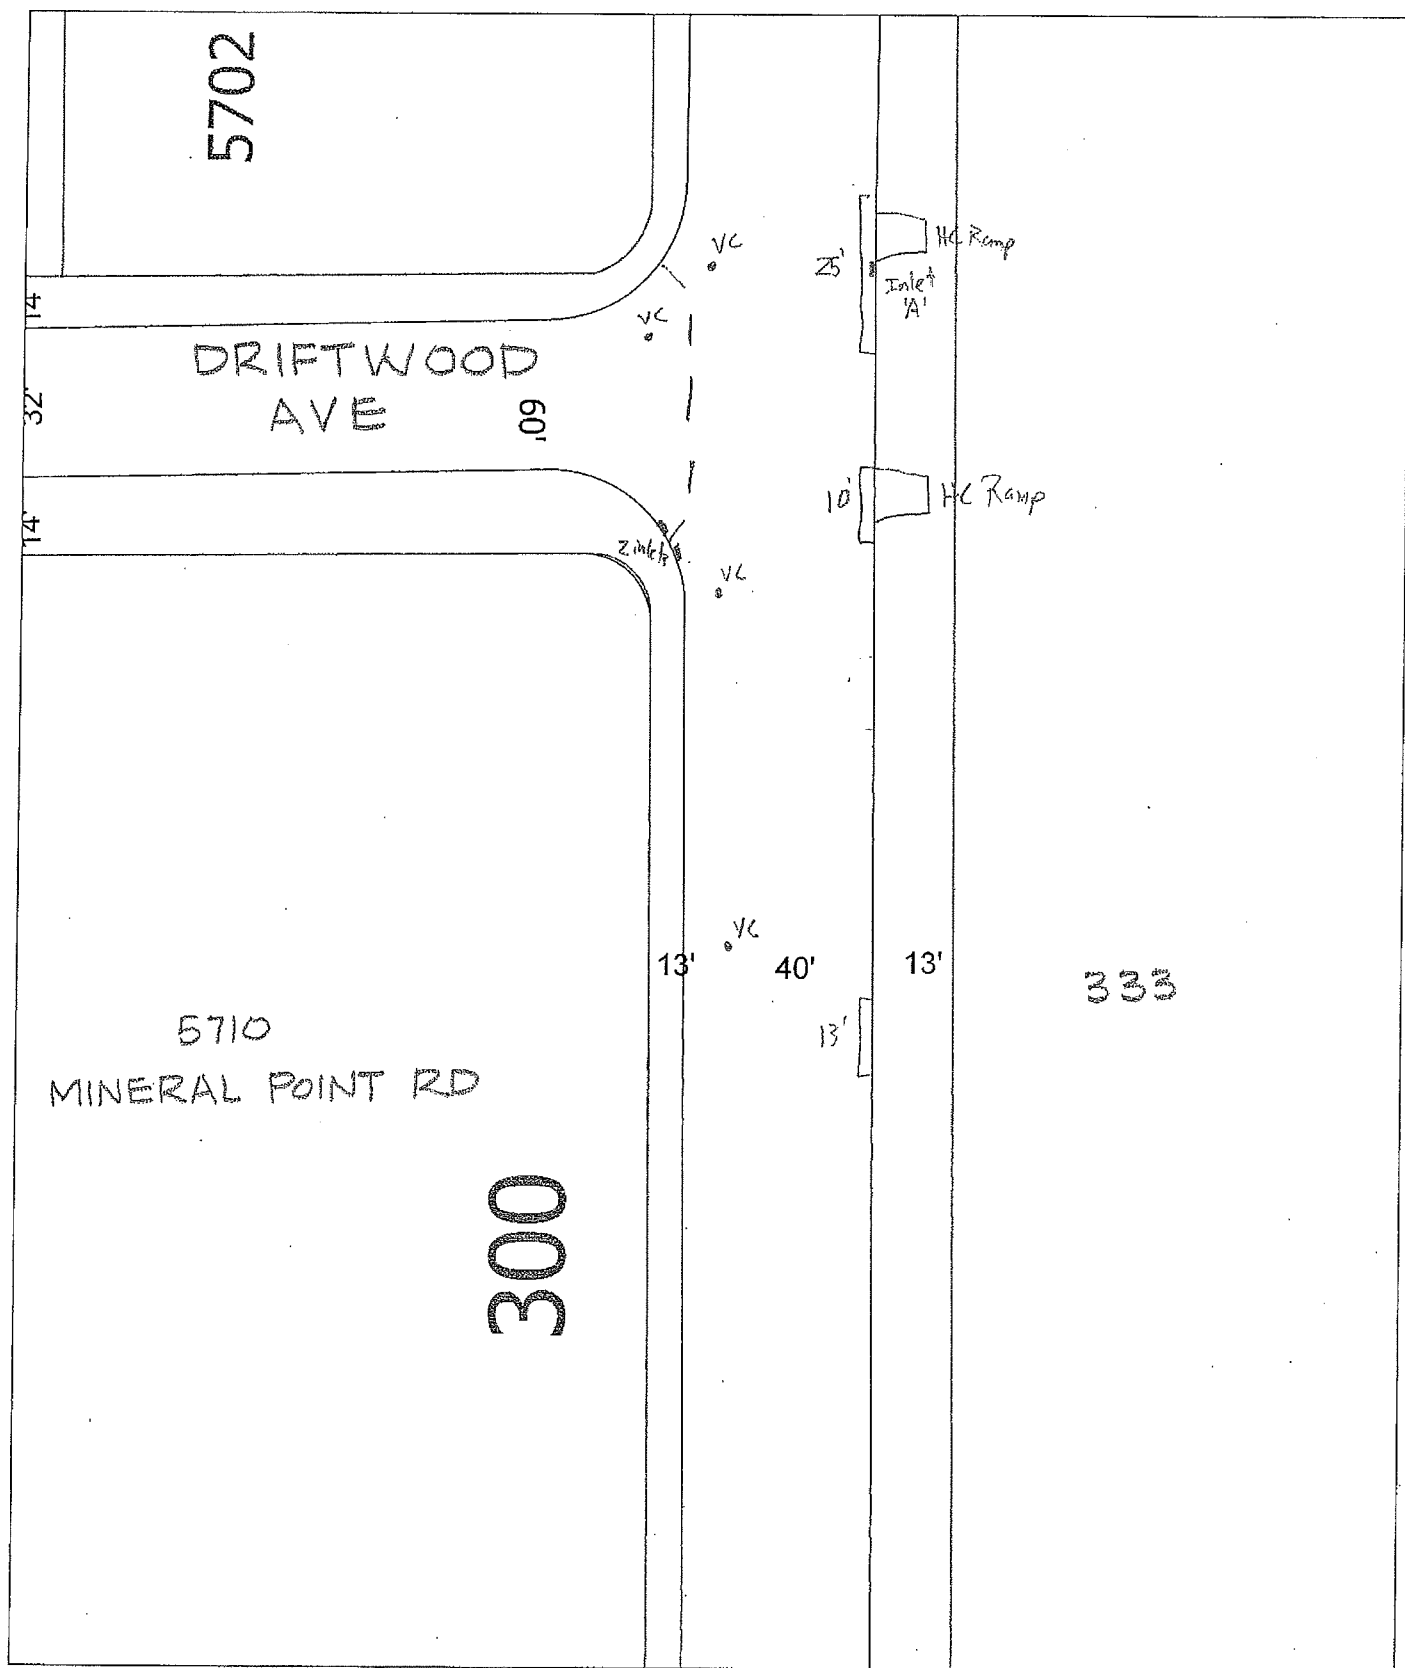 5702
VC
25'
HC Ramp
Inlet
'A'
14'
VC
DRIFTWOOD
AVE
32'
60'
10'
HC Ramp
14'
2 inlets
VC
VC
13'
40'
13'
333
13'
5710
MINERAL POINT RD
300